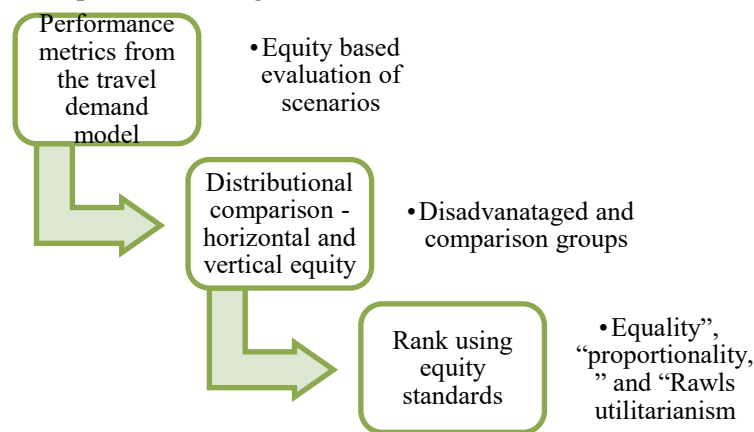 Performance
metrics from
the travel
demand
model
•Equity based
evaluation of
scenarios
Distributional
comparison -
horizontal and
vertical equity
•Disadvanataged and
comparison groups
Rank using
equity
standards
•Equality”,
“proportionality,
” and “Rawls
utilitarianism